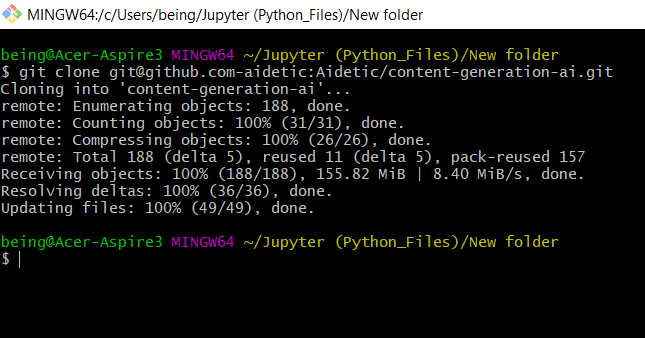 MINGW64:/c/Users/being/Jupyter (Python_Files)/New folder
being@Acer-Aspire3 MINGW64 ~/Jupyter (Python_Files)/New folder
$ git clone git@github.com-aidetic:Aidetic/content-generation-ai.git
Cloning into 'content-generation-ai'...
remote: Enumerating objects: 188, done.
remote: Counting objects: 100% (31/31), done.
remote: Compressing objects: 100% (26/26), done.
remote: Total 188 (delta 5), reused 11 (delta 5), pack-reused 157
Receiving objects: 100% (188/188), 155.82 MiB | 8.40 MiB/s, done.
Resolving deltas: 100% (36/36), done.
Updating files: 100% (49/49), done.
being@Acer-Aspire3 MINGW64 ~/Jupyter (Python_Files)/New folder
$